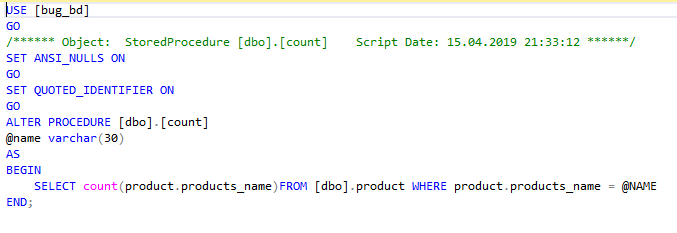 USE [bug_bd]
GO
/****** Object:  StoredProcedure [dbo].[count]    Script Date: 15.04.2019 21:33:12 ******/
SET ANSI_NULLS ON
GO
SET QUOTED_IDENTIFIER ON
GO
ALTER PROCEDURE [dbo].[count]
@name varchar(30)
AS
BEGIN
    SELECT count(product.products_name)FROM [dbo].product WHERE product.products_name = @NAME
END;